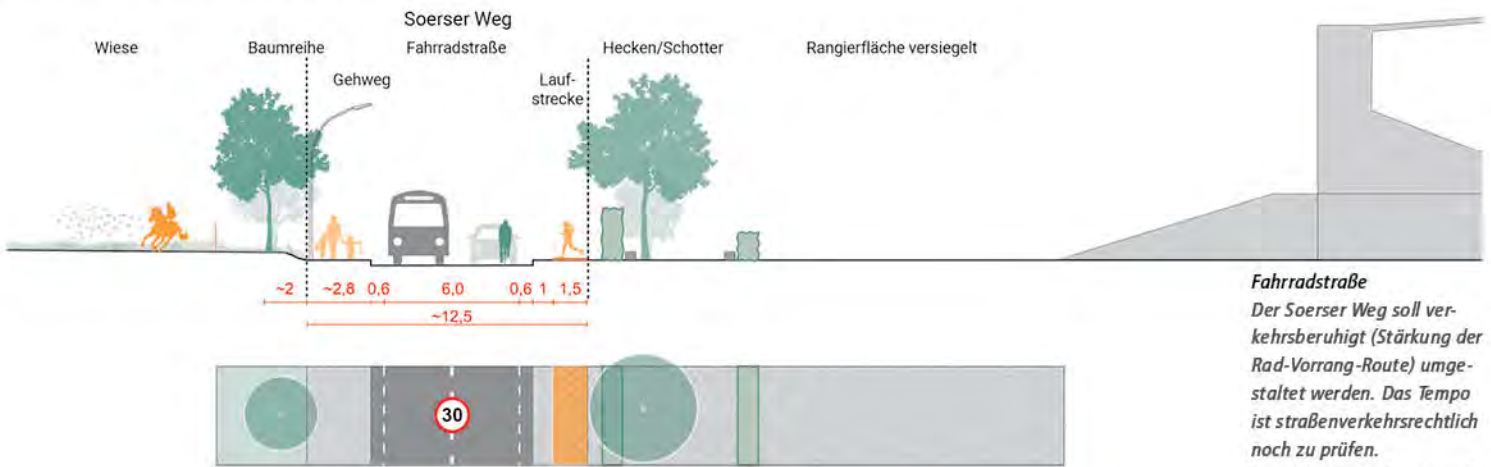 Soerser Weg
Wiese
Baumreihe
Fahrradstraße
Hecken/Schotter
Rangierfläche versiegelt
Gehweg
Lauf-
strecke
~2
~2,8
0,6
6,0
0,6
1
1,5
~12,5
30
Fahrradstraße
Der Soerser Weg soll ver-
kehrsberuhigt (Stärkung der
Rad-Vorrang-Route) umge-
staltet werden. Das Tempo
ist straßenverkehrsrechtlich
noch zu prüfen.